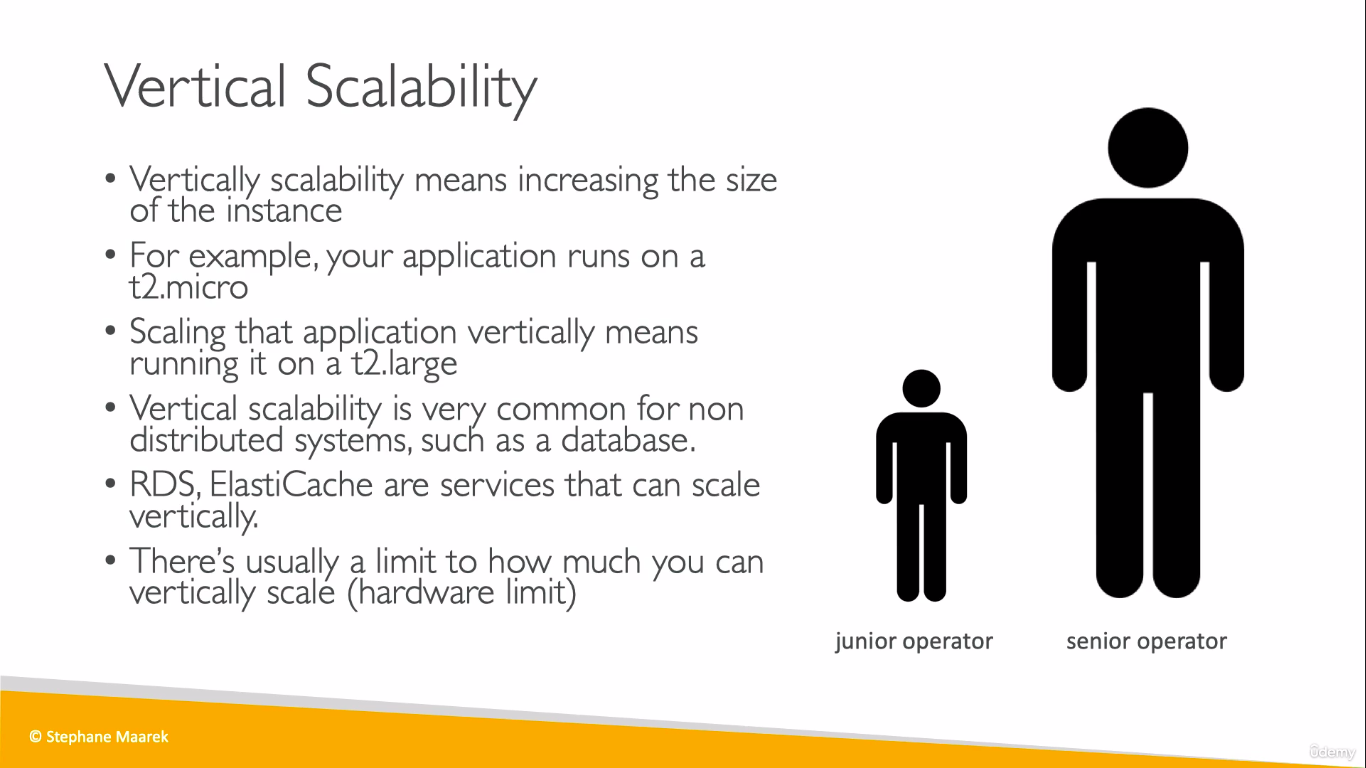 Vertical Scalability
• Vertically scalability means increasing the size
of the instance
• For example, your application runs on a
t2.micro
• Scaling that application vertically means
running it on a t2.large
• Vertical scalability is very common for non
distributed systems, such as a database.
• RDS, ElastiCache are services that can scale
vertically.
• There's usually a limit to how much you can
vertically scale (hardware limit)
junior operator
senior operator
© Stephane Maarek
ûdemy